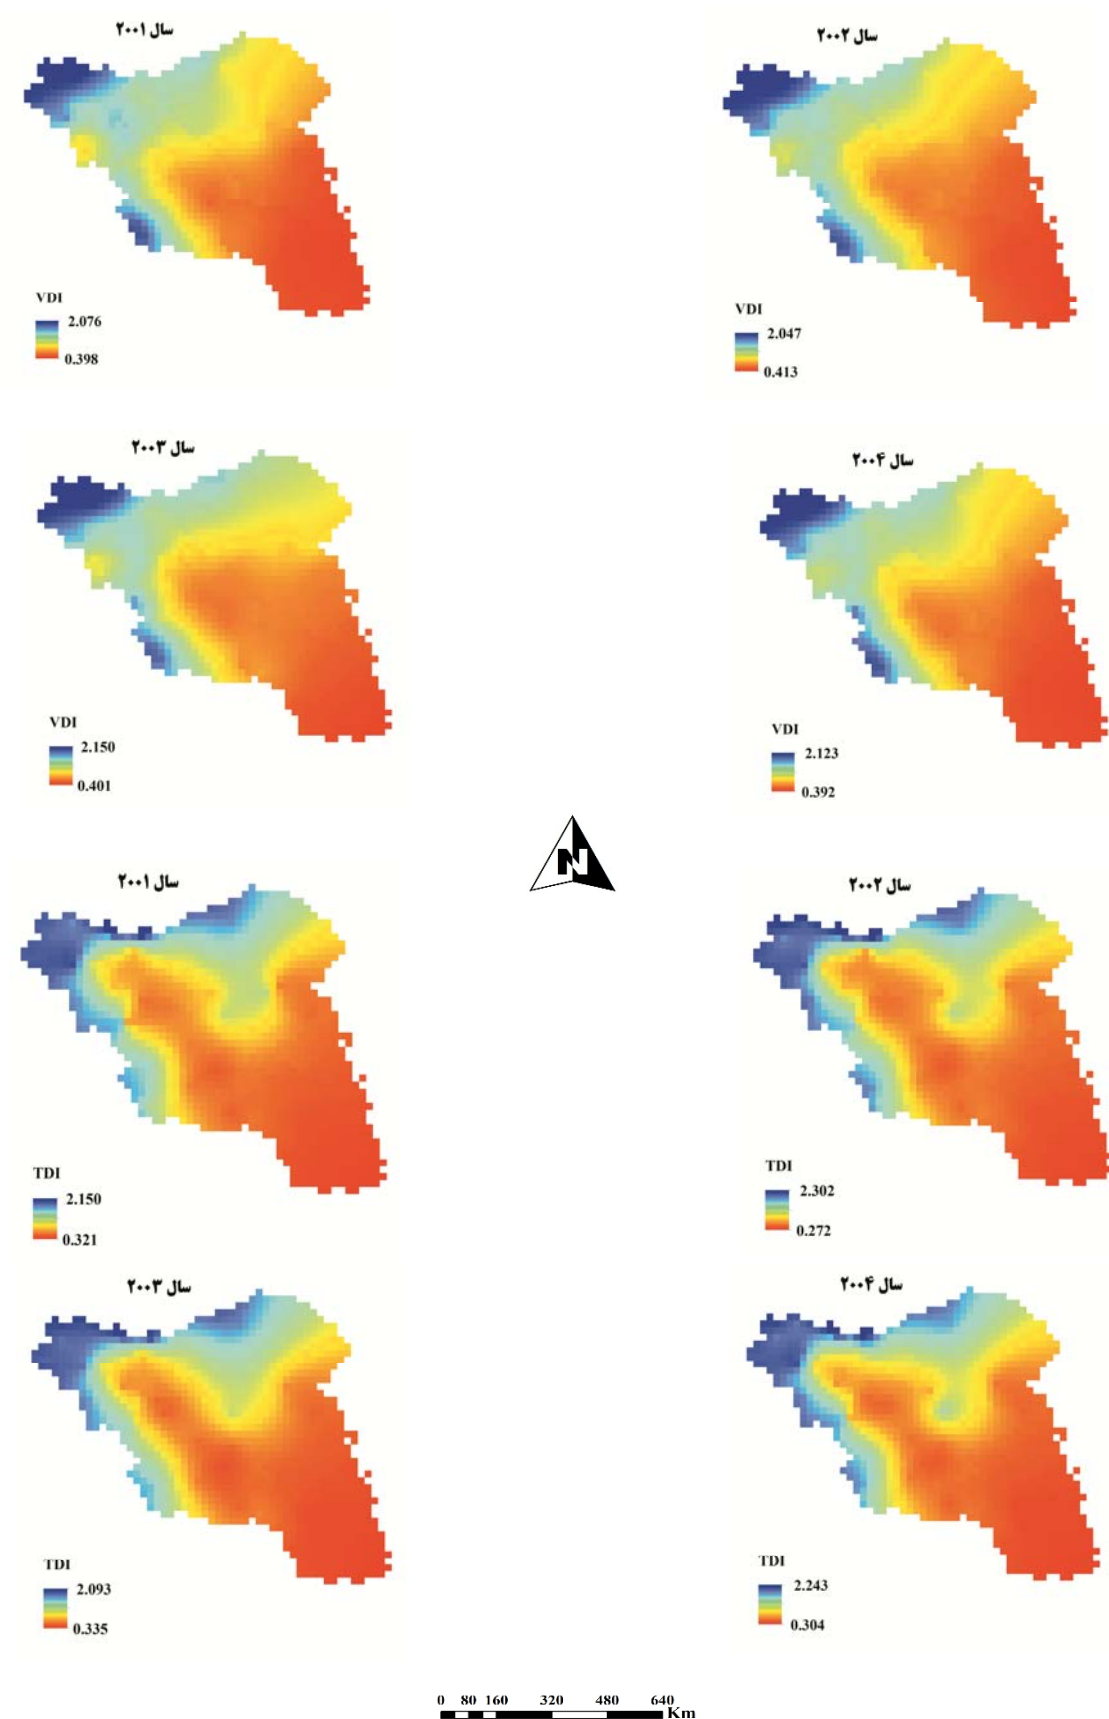 سال ۲۰۰۱
VDI
2.076
0.398
سال ۲۰۰۲
VDI
2.047
0.413
سال ۲۰۰۳
VDI
2.150
0.401
سال ۲۰۰۴
VDI
2.123
0.392
N
سال ۲۰۰۱
TDI
2.150
0.321
سال ۲۰۰۲
TDI
2.302
0.272
سال ۲۰۰۳
TDI
2.093
0.335
سال ۲۰۰۴
TDI
2.243
0.304
0 80 160 320 480 640
Km